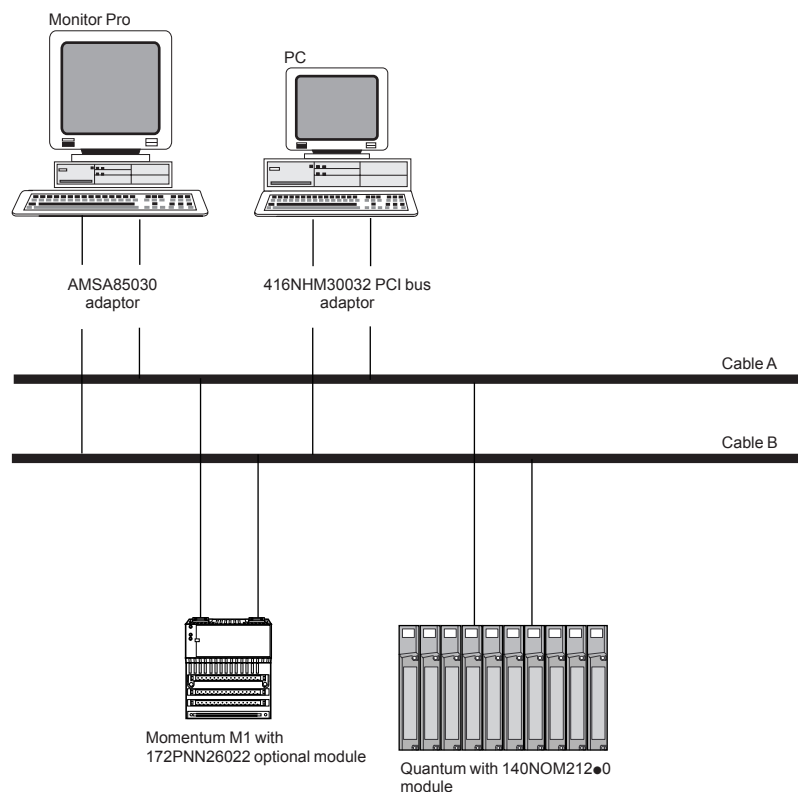 Monitor Pro
PC
AMSA85030
adaptor
416NHM30032 PCI bus
adaptor
Cable A
Cable B
Momentum M1 with
172PNN26022 optional module
Quantum with 140NOM212●0
module